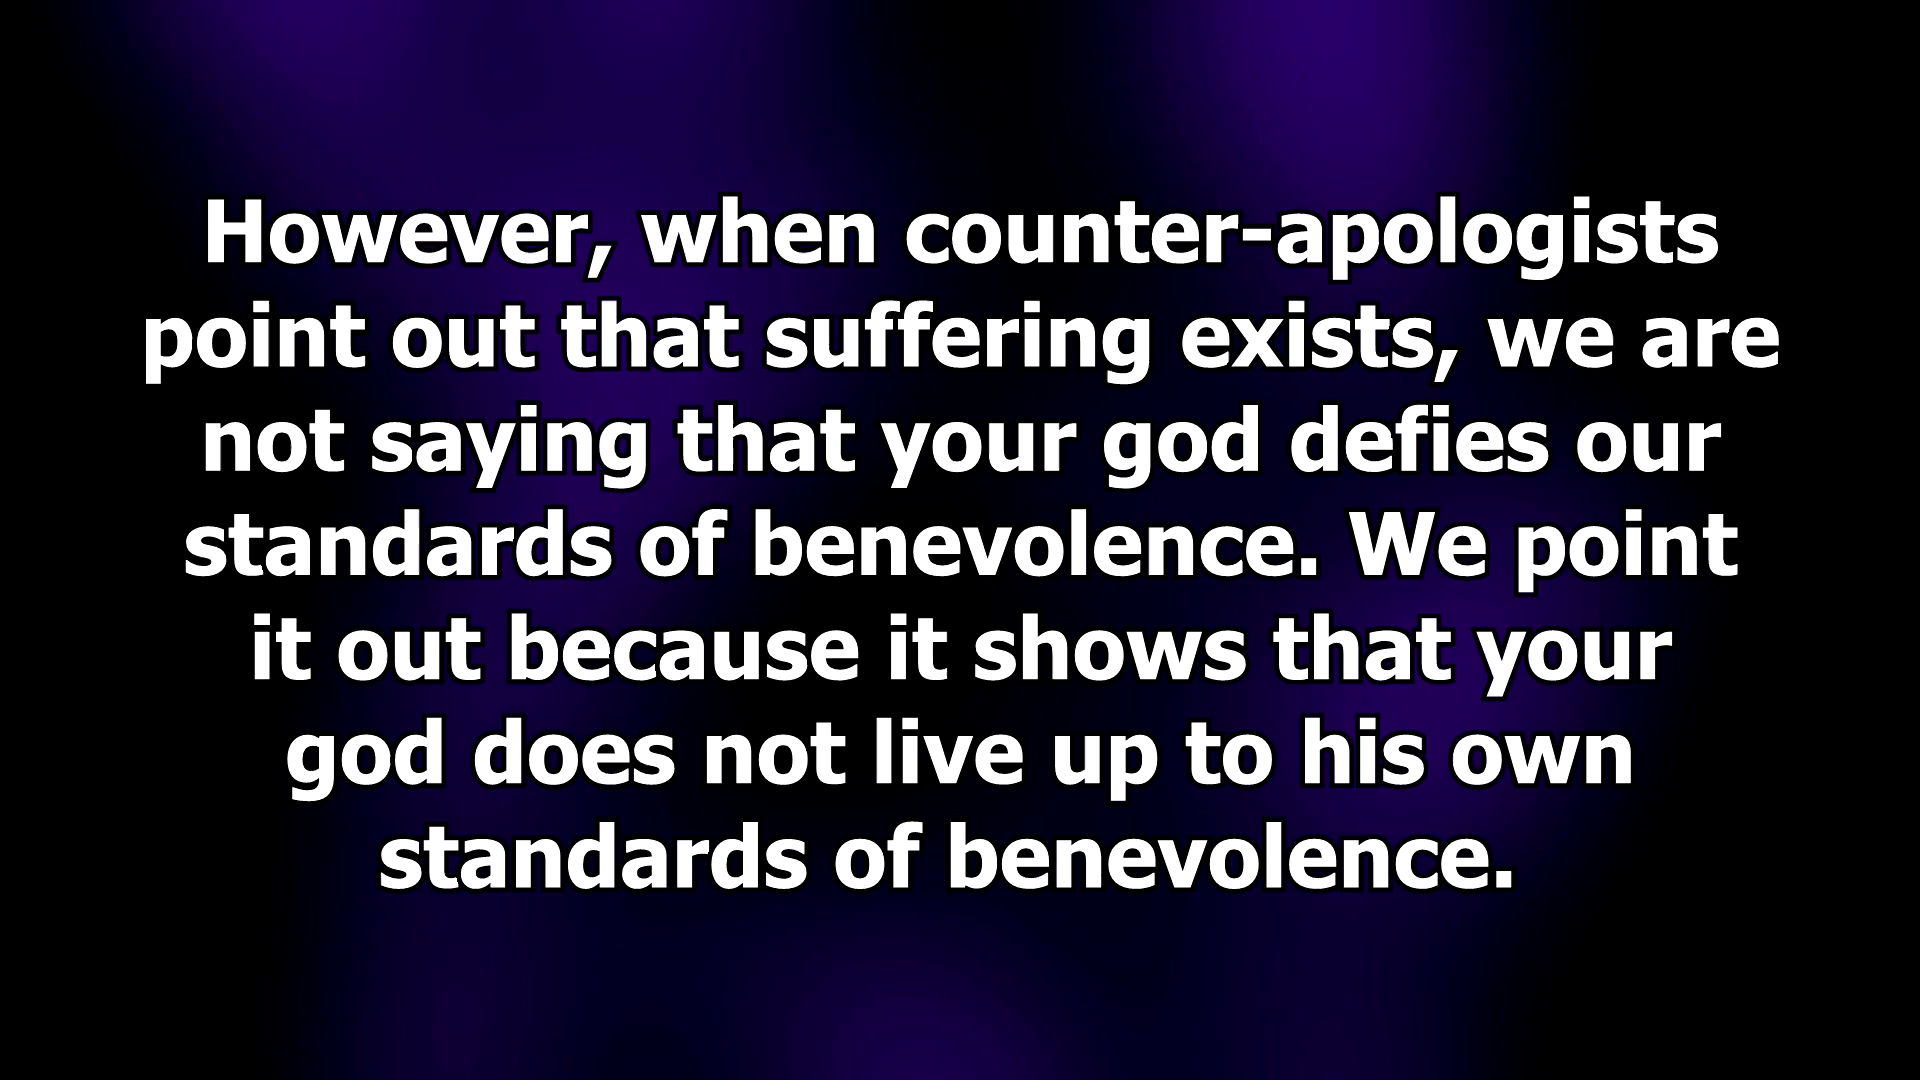 However, when counter-apologists
point out that suffering exists, we are
not saying that your god defies our
standards of benevolence. We point
it out because it shows that your
god does not live up to his own
standards of benevolence.